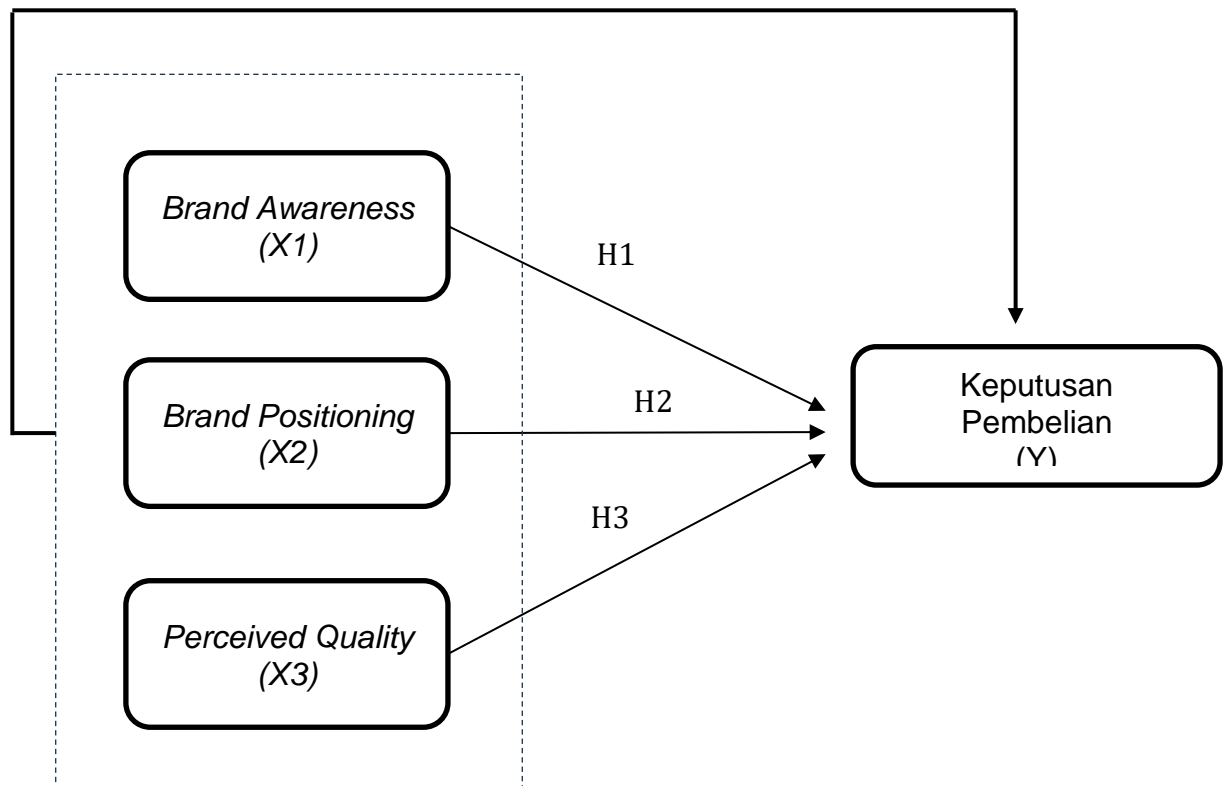 Brand Awareness
(X1)
H1
Brand Positioning
(X2)
H2
Keputusan
Pembelian
(Y)
H3
Perceived Quality
(X3)